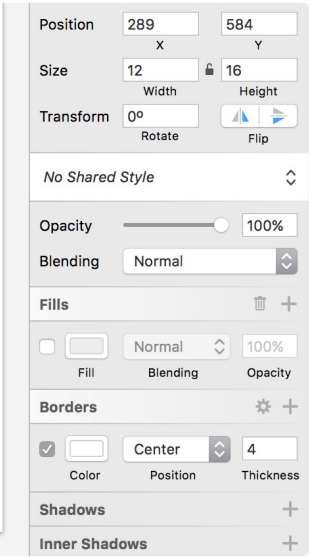 Position 289 584
X Y
Size 12 16
Width Height
Transform 0º
Rotate Flip
No Shared Style
Opacity 100%
Blending Normal
Fills
Normal 100%
Fill Blending Opacity
Borders
Center 4
Color Position Thickness
Shadows
Inner Shadows